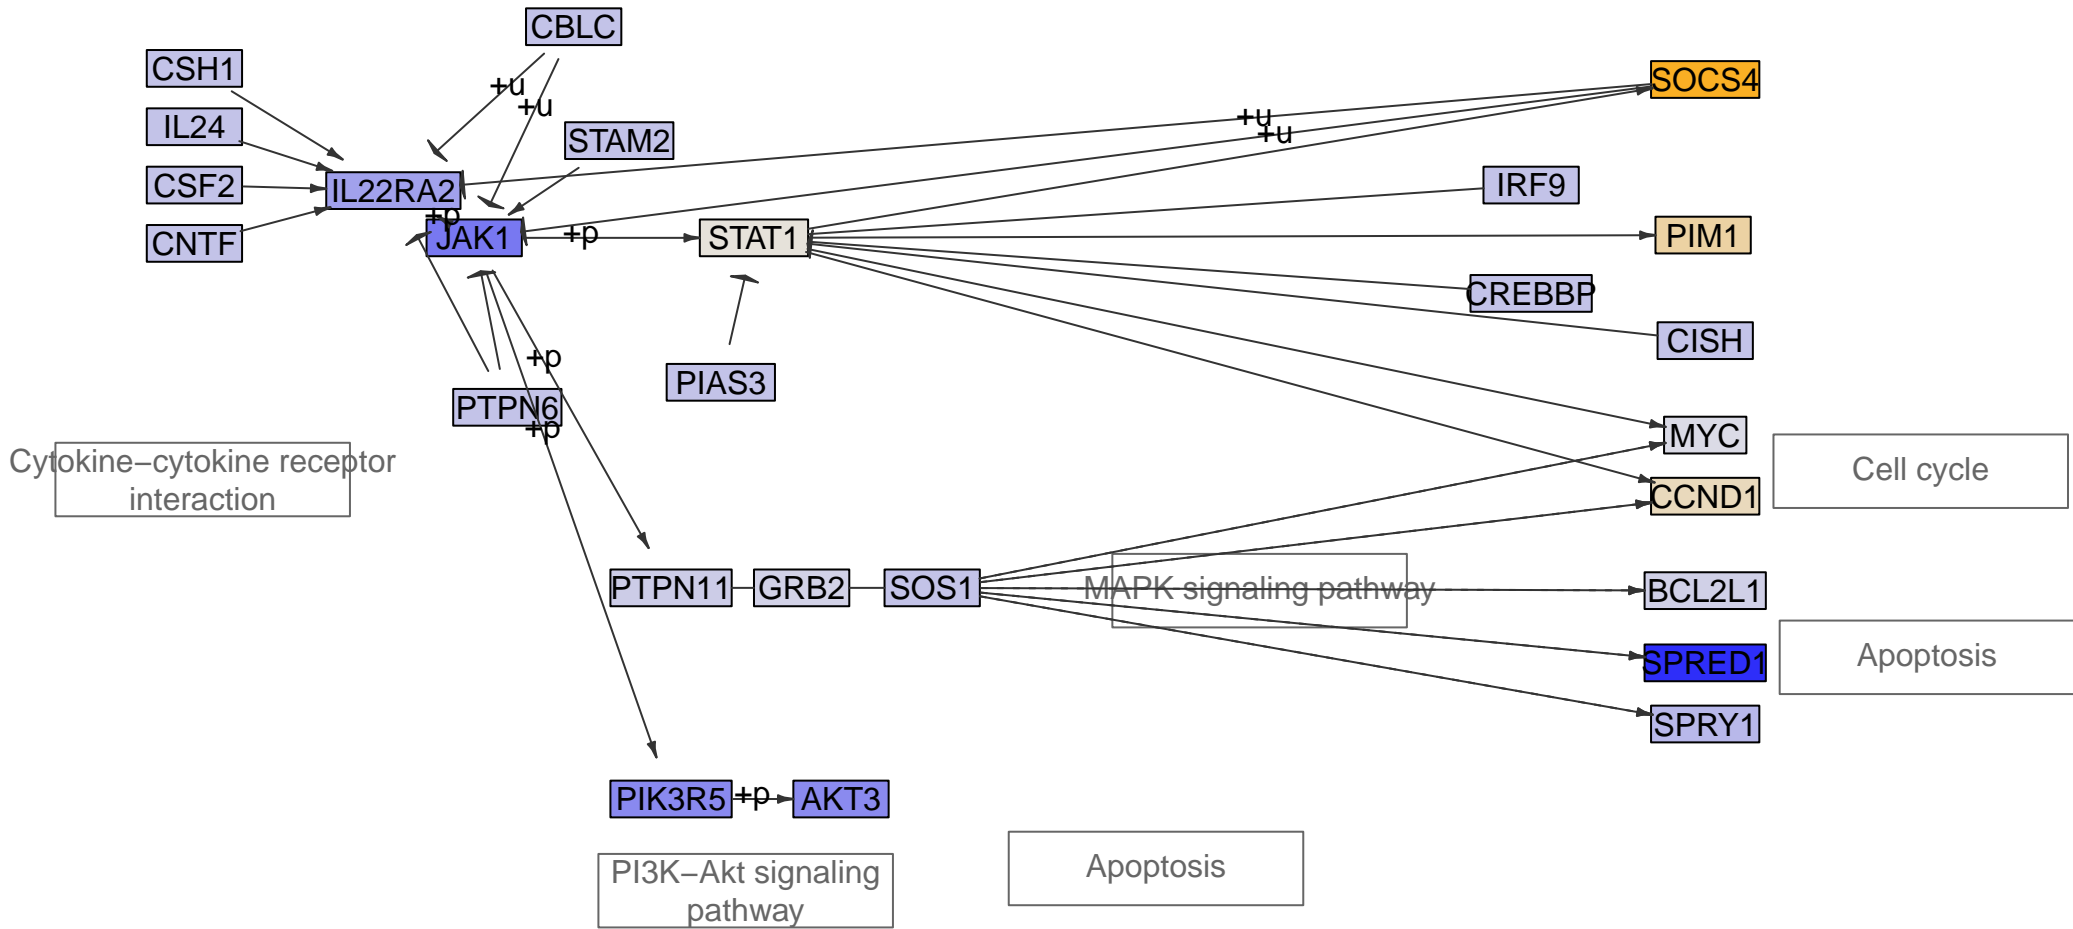 CBLC
CSH1
+u
SOCS4
+u
+u
IL24
+u
STAM2
CSF2
IL22RA2
IRF9
+p
CNTF
JAK1
+p
STAT1
PIM1
CREBBP
CISH
+p
PIAS3
PTPN6
+p
MYC
Cytokine–cytokine receptor
interaction
Cell cycle
CCND1
PTPN11
GRB2
SOS1
MAPK signaling pathway
BCL2L1
SPRED1
Apoptosis
SPRY1
PIK3R5
+p
AKT3
PI3K–Akt signaling
pathway
Apoptosis